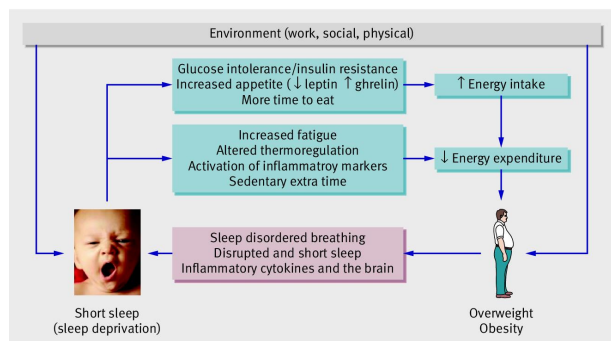 Environment (work, social, physical)
Glucose intolerance/insulin resistance
Increased appetite (↓ leptin ↑ ghrelin)
More time to eat
↑ Energy intake
Increased fatigue
Altered thermoregulation
Activation of inflammatroy markers
Sedentary extra time
↓ Energy expenditure
Sleep disordered breathing
Disrupted and short sleep
Inflammatory cytokines and the brain
Short sleep
(sleep deprivation)
Overweight
Obesity